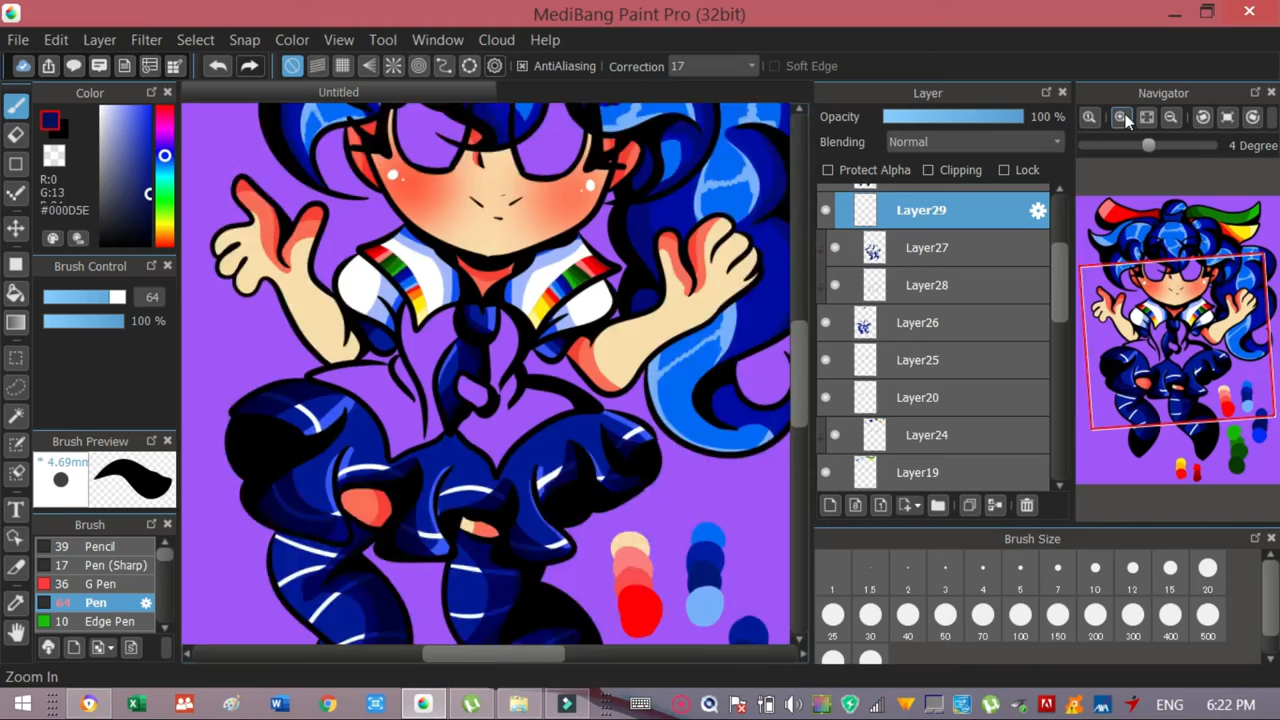 MediBang Paint Pro (32bit)
File Edit Layer Filter Select Snap Color View Tool Window Cloud Help
AntiAliasing Correction 17 Soft Edge
Color
Untitled
Layer
Navigator
R:0
G:13
B:94
#000D5E
Opacity 100 %
Blending Normal
Protect Alpha Clipping Lock
4 Degree
Layer29
Layer27
Layer28
Layer26
Layer25
Layer20
Layer24
Layer19
Brush Control
64
100 %
Brush Preview
4.69mm
Brush
39 Pencil
17 Pen (Sharp)
36 G Pen
64 Pen
10 Edge Pen
Brush Size
1 1.5 2 3 4 5 7 10 12 15 20
25 30 40 50 70 100 150 200 300 400 500
Zoom In
ENG 6:22 PM